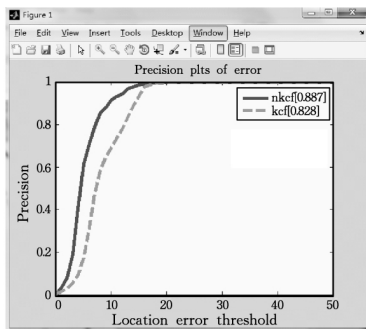 Figure 1
File Edit View Insert Tools Desktop Window Help
Precision plts of error
nkcf[0.887]
kcf[0.828]
Precision
1
0.8
0.6
0.4
0.2
0
0 10 20 30 40 50
Location error threshold